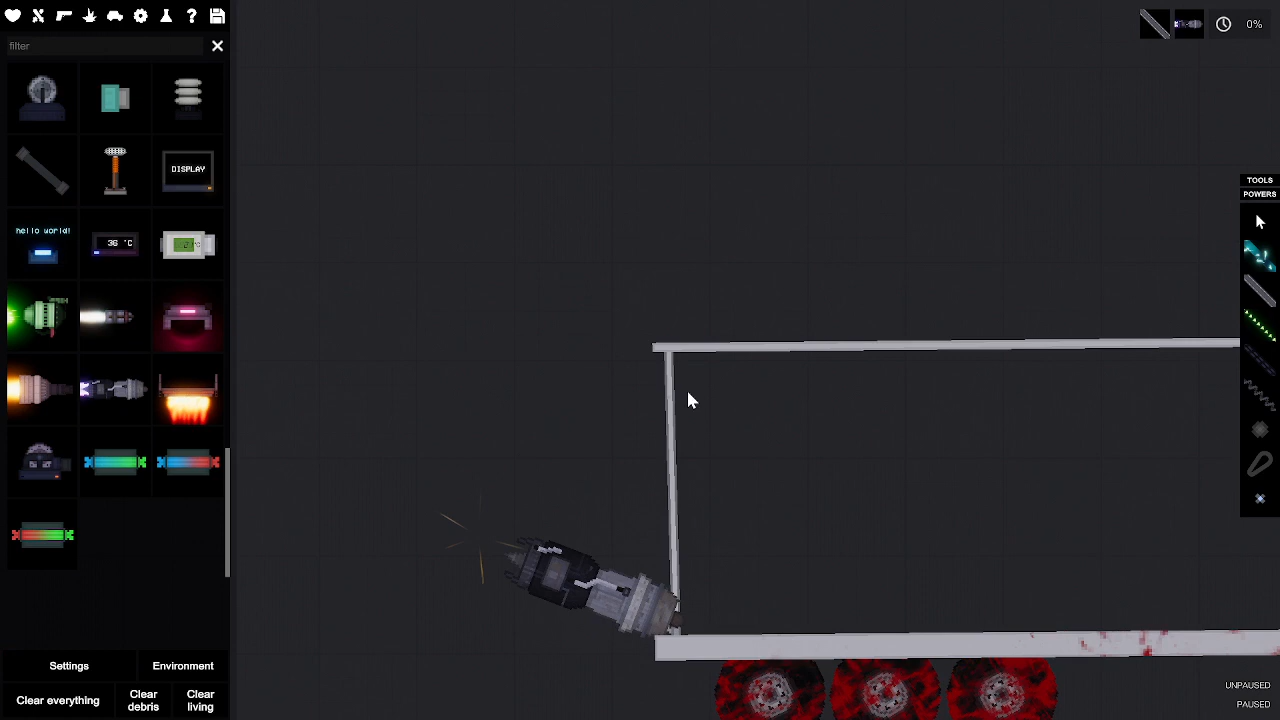 filter
0%
TOOLS
POWERS
DISPLAY
hello world!
36 °C
Settings
Environment
Clear everything
Clear debris
Clear living
UNPAUSED
PAUSED